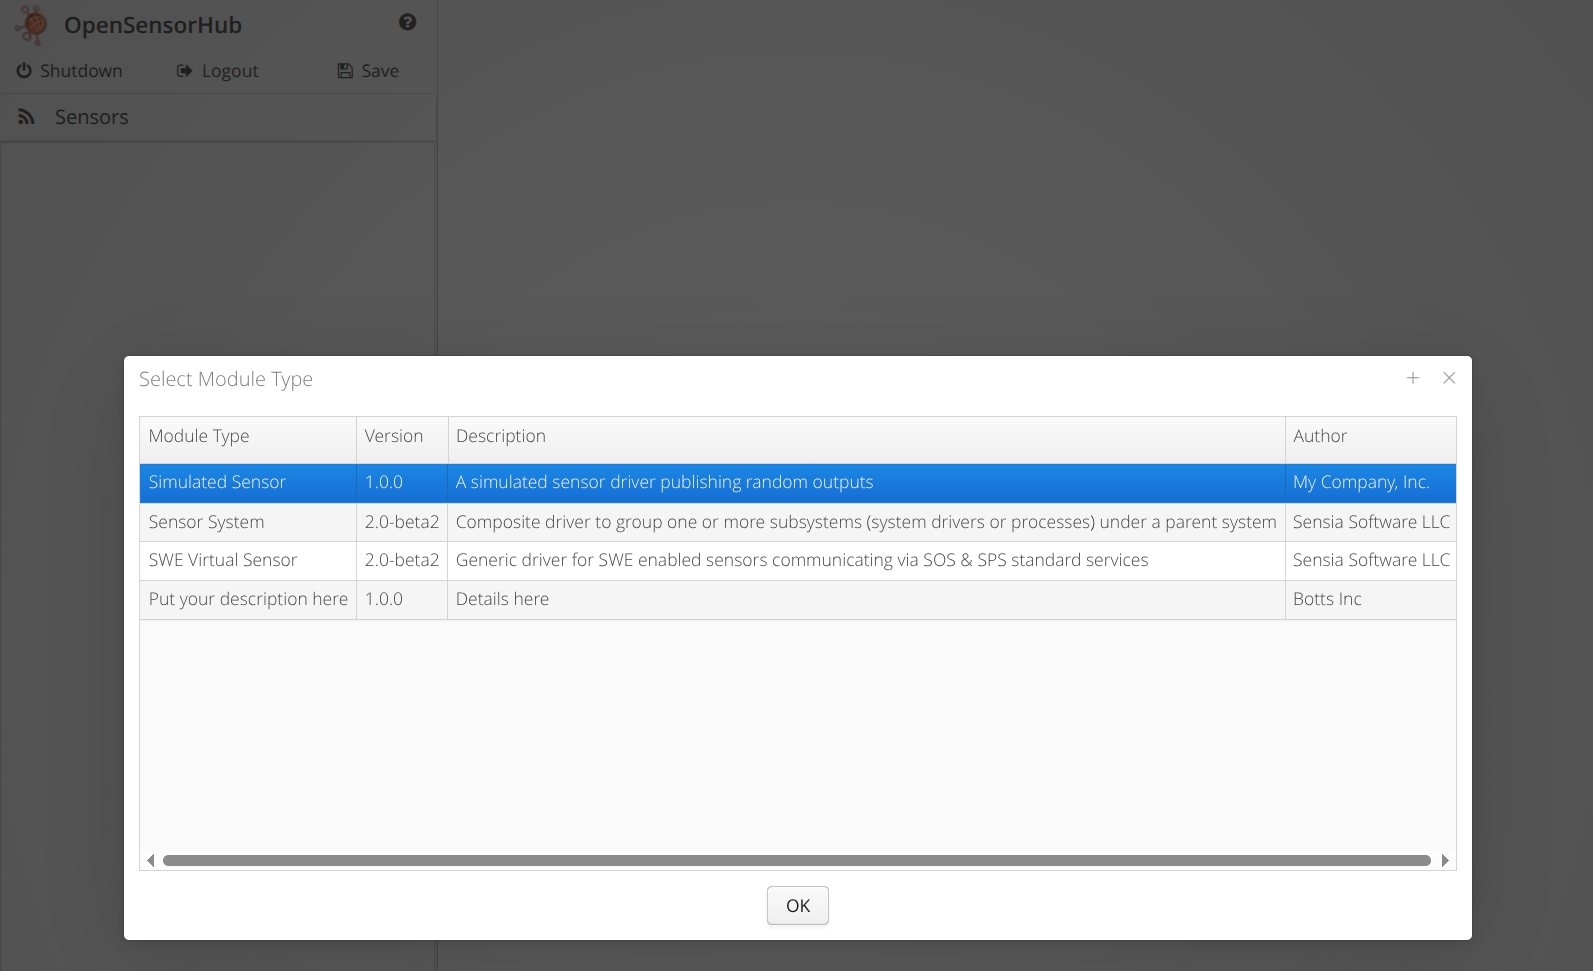 OpenSensorHub
Shutdown Logout Save
Sensors
Select Module Type
Module Type Version Description Author
Simulated Sensor 1.0.0 A simulated sensor driver publishing random outputs My Company, Inc.
Sensor System 2.0-beta2 Composite driver to group one or more subsystems (system drivers or processes) under a parent system Sensia Software LLC
SWE Virtual Sensor 2.0-beta2 Generic driver for SWE enabled sensors communicating via SOS & SPS standard services Sensia Software LLC
Put your description here 1.0.0 Details here Botts Inc
OK